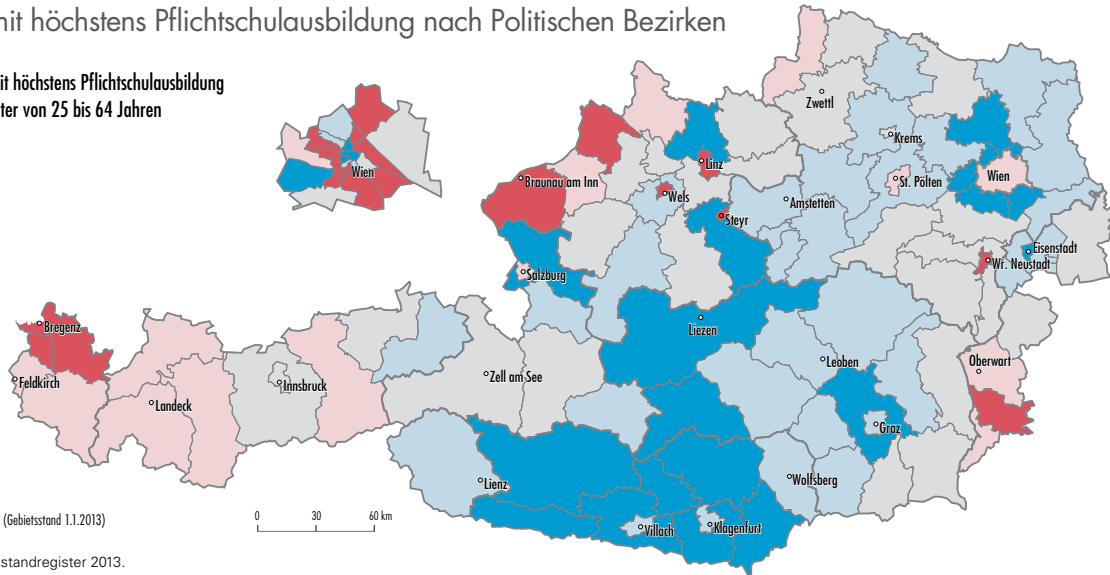 mit höchstens Pflichtschulausbildung nach Politischen Bezirken
it höchstens Pflichtschulausbildung
ter von 25 bis 64 Jahren
Zwettl
Krems
Wien
Linz
Braunau am Inn
St. Pölten
Wien
Wels
Amstetten
Steyr
Eisenstadt
Wr. Neustadt
Salzburg
Bregenz
Liezen
Leoben
Oberwart
Feldkirch
Innsbruck
Zell am See
Landeck
Graz
Lienz
Wolfsberg
Villach
Klagenfurt
(Gebietsstand 1.1.2013)
0 30 60 km
standregister 2013.